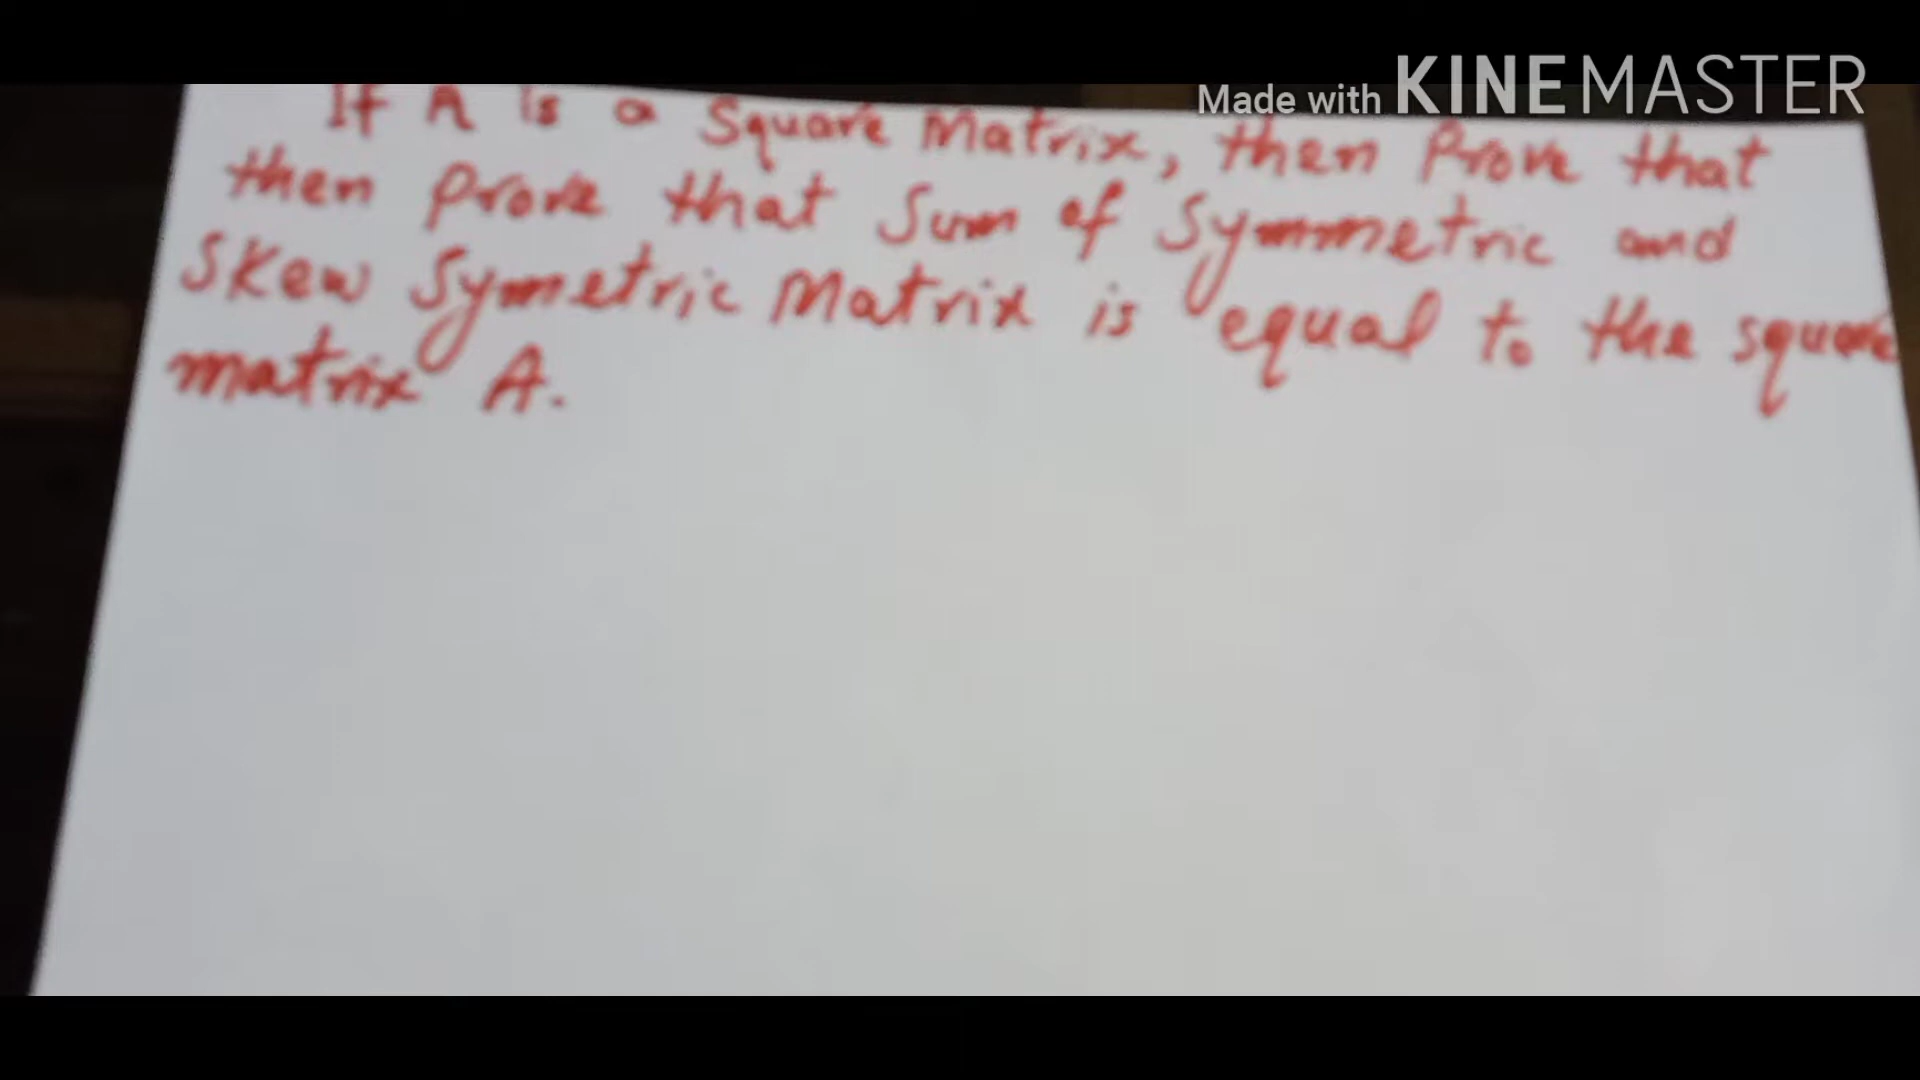 Made with KINEMASTER
If A is a Square Matrix, then Prove that
then Prove that Sum of Symmetric and
Skew Symetric Matrix is equal to the square
matrix A.